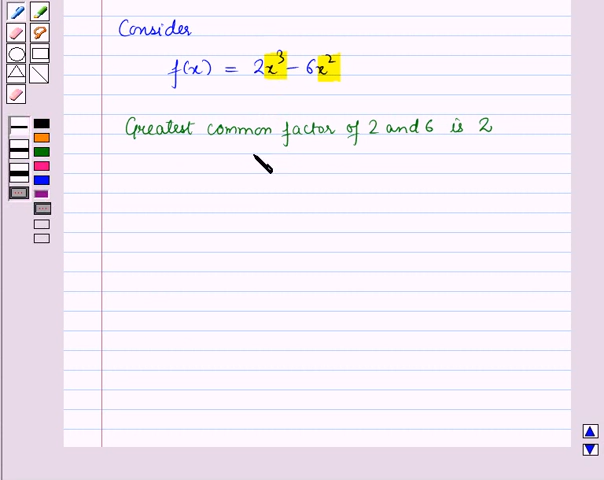 Consider
f(x) = 2x³ - 6x²
Greatest common factor of 2 and 6 is 2